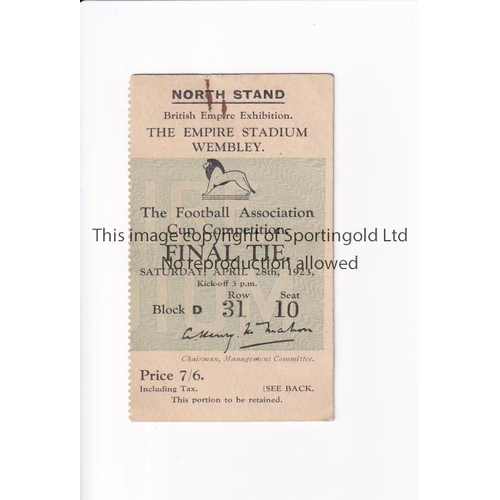 NORTH STAND
British Empire Exhibition.
THE EMPIRE STADIUM
WEMBLEY.
The Football Association
This image copyright of Sportingold Ltd
Cup Competition.
FINAL TIE.
No reproduction allowed
SATURDAY, APRIL 28th, 1923,
Kick-off 3 p.m.
Row Seat
Block D 31 10
Chairman, Management Committee.
Price 7/6.
Including Tax. [SEE BACK.
This portion to be retained.